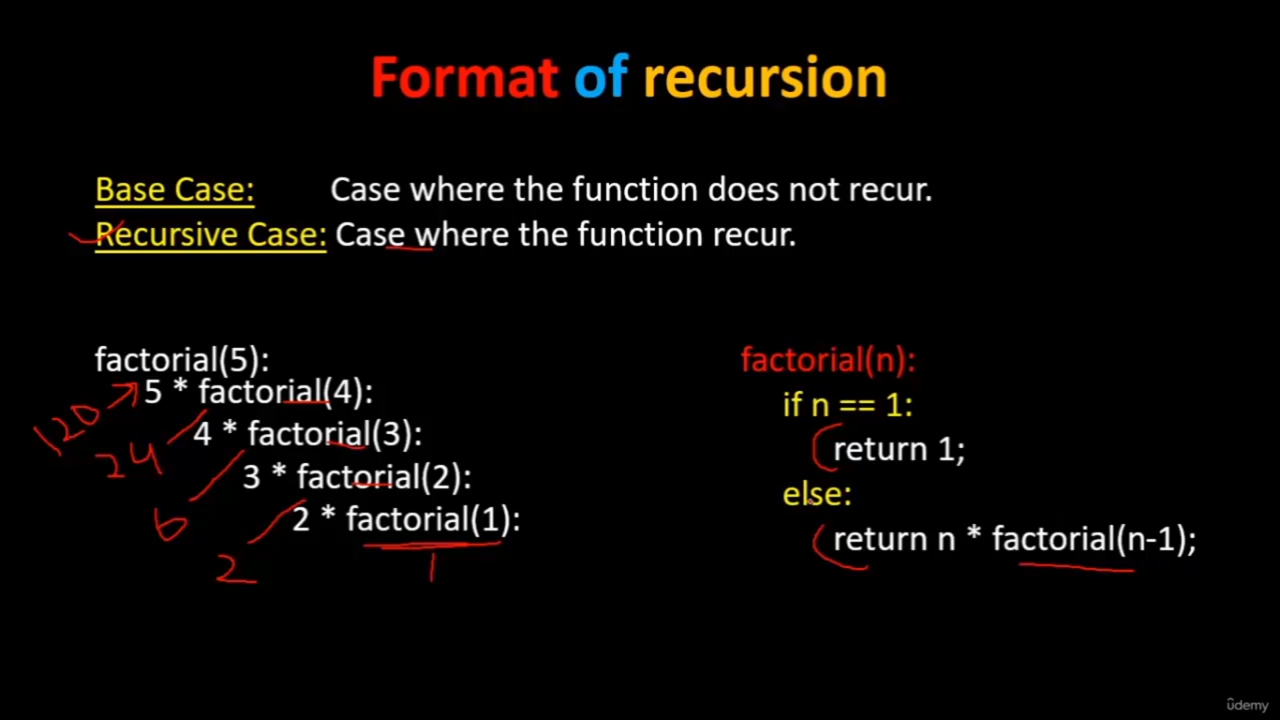 Format of recursion
Base Case: Case where the function does not recur.
Recursive Case: Case where the function recur.
factorial(5):
5 * factorial(4):
4 * factorial(3):
3 * factorial(2):
2 * factorial(1):
120
24
6
2
1
factorial(n):
if n == 1:
return 1;
else:
return n * factorial(n-1);
ûdemy